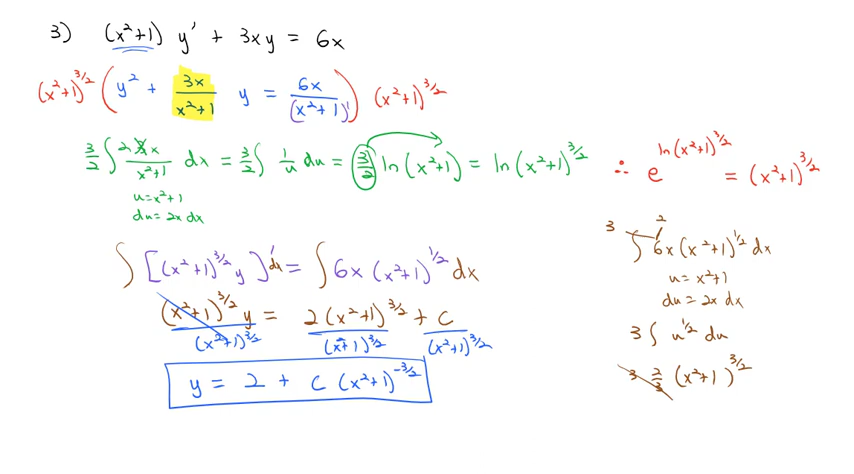 3) (x²+1) y' + 3xy = 6x
(x²+1)^3/2 ( y² + 3x/(x²+1) y = 6x/(x²+1)' ) (x²+1)^3/2
3/2 ∫ 2 3x/(x²+1) dx = 3/2 ∫ 1/u du = 3/2 ln(x²+1) = ln(x²+1)^3/2 ∴ e^ln(x²+1)^3/2 = (x²+1)^3/2
u = x²+1
du = 2x dx
∫ [(x²+1)^3/2 y]' dx = ∫ 6x (x²+1)^1/2 dx
(x²+1)^3/2 y / (x²+1)^3/2 = 2(x²+1)^3/2 / (x²+1)^3/2 + C / (x²+1)^3/2
y = 2 + C (x²+1)^-3/2
3 ∫ 6x 2 (x²+1)^1/2 dx
u = x²+1
du = 2x dx
3 ∫ u^1/2 du
3 2/3 (x²+1)^3/2